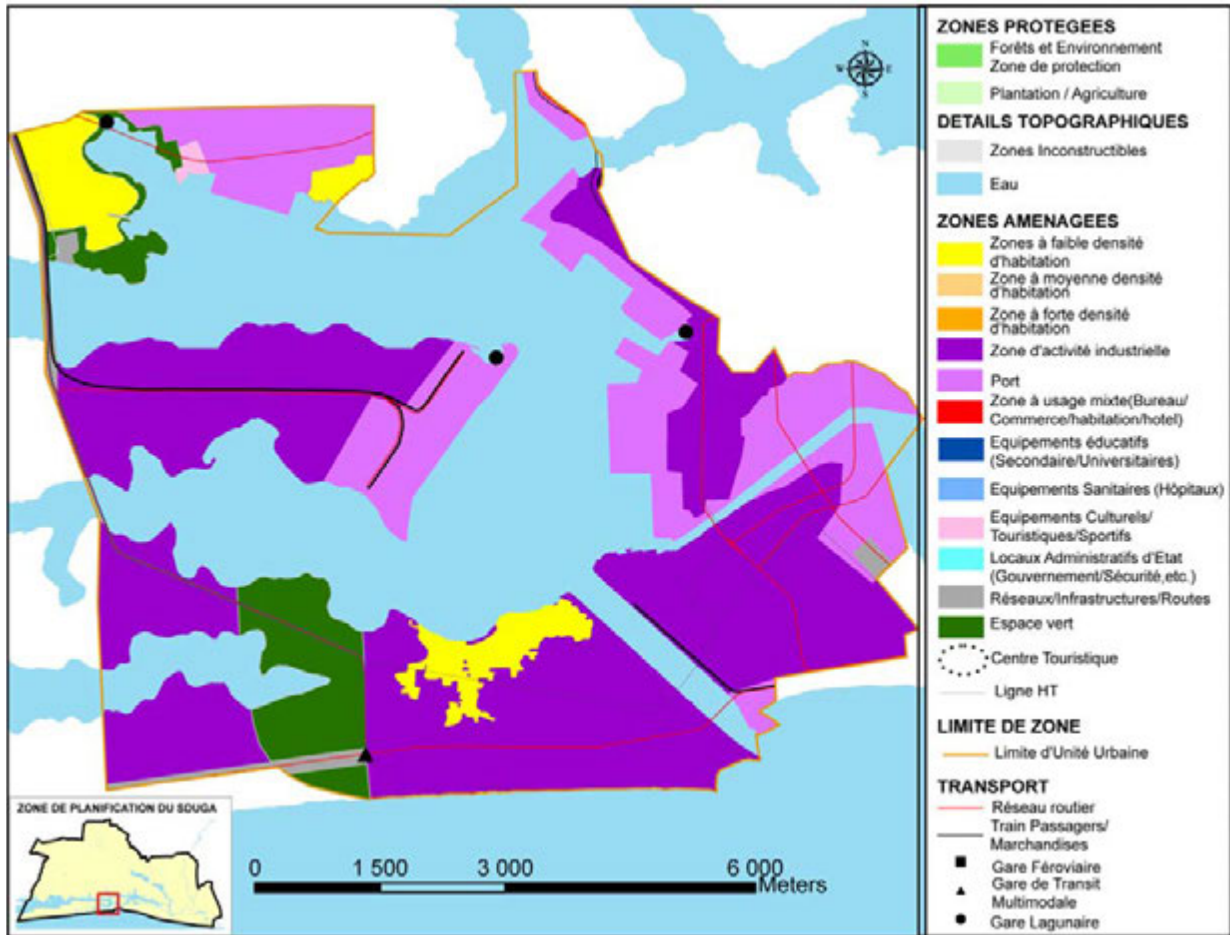 N
W
E
S
ZONES PROTEGEES
Forêts et Environnement
Zone de protection
Plantation / Agriculture
DETAILS TOPOGRAPHIQUES
Zones Inconstructibles
Eau
ZONES AMENAGEES
Zones à faible densité
d'habitation
Zone à moyenne densité
d'habitation
Zone à forte densité
d'habitation
Zone d'activité industrielle
Port
Zone à usage mixte(Bureau/
Commerce/habitation/hotel)
Equipements éducatifs
(Secondaire/Universitaires)
Equipements Sanitaires (Hôpitaux)
Equipements Culturels/
Touristiques/Sportifs
Locaux Administratifs d'Etat
(Gouvernement/Sécurité,etc.)
Réseaux/Infrastructures/Routes
Espace vert
Centre Touristique
Ligne HT
LIMITE DE ZONE
Limite d'Unité Urbaine
TRANSPORT
Réseau routier
Train Passagers/
Marchandises
Gare Féroviaire
Gare de Transit
Multimodale
Gare Lagunaire
ZONE DE PLANIFICATION DU SDUGA
0 1 500 3 000 6 000
Meters